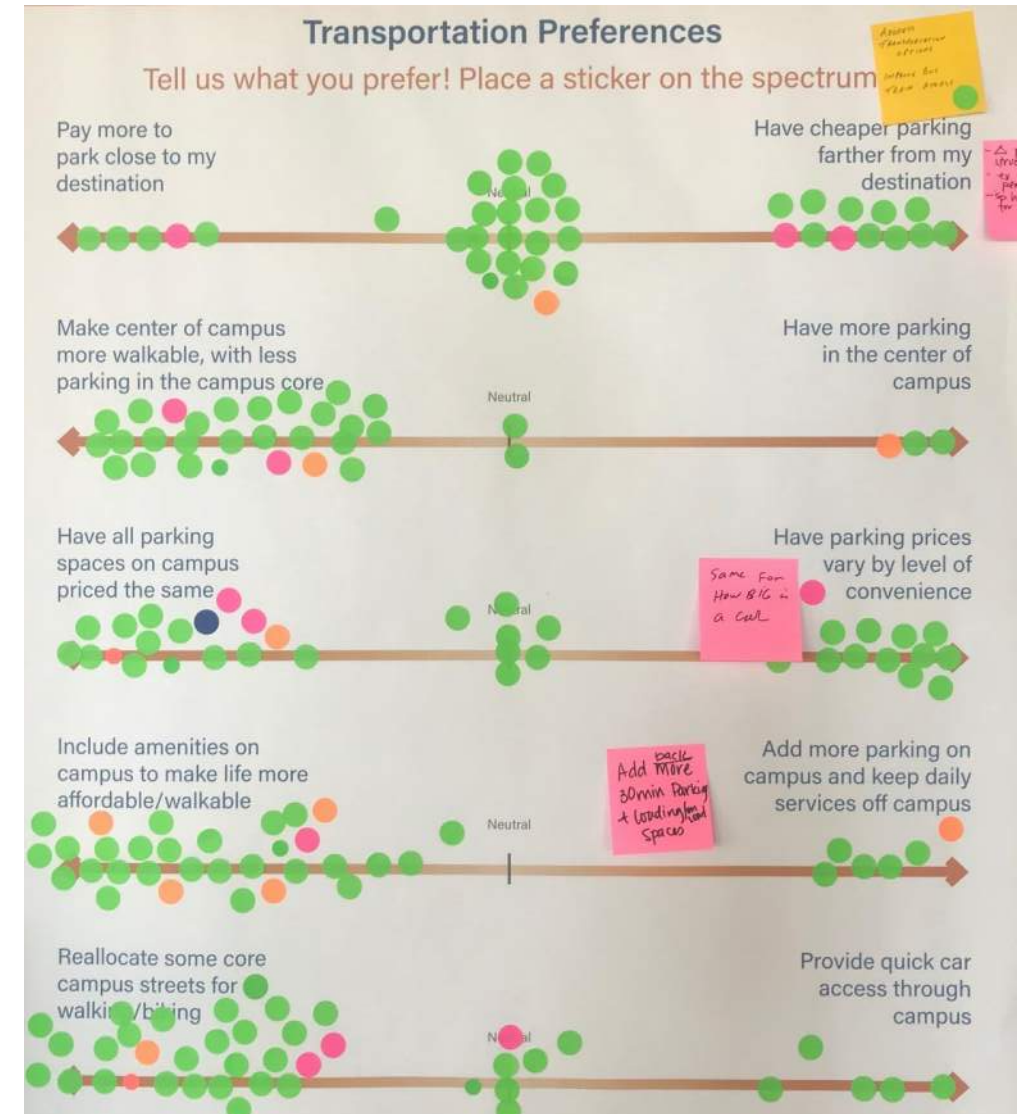 Transportation Preferences
Tell us what you prefer! Place a sticker on the spectrum
Pay more to
park close to my
destination
Have cheaper parking
farther from my
destination
Make center of campus
more walkable, with less
parking in the campus core
Neutral
Have more parking
in the center of
campus
Have all parking
spaces on campus
priced the same
Same For
How BIG is
a car
Have parking prices
vary by level of
convenience
Include amenities on
campus to make life more
affordable/walkable
Neutral
Add back more
30min Parking
+ loading
Spaces
Add more parking on
campus and keep daily
services off campus
Reallocate some core
campus streets for
walking/biking
Provide quick car
access through
campus